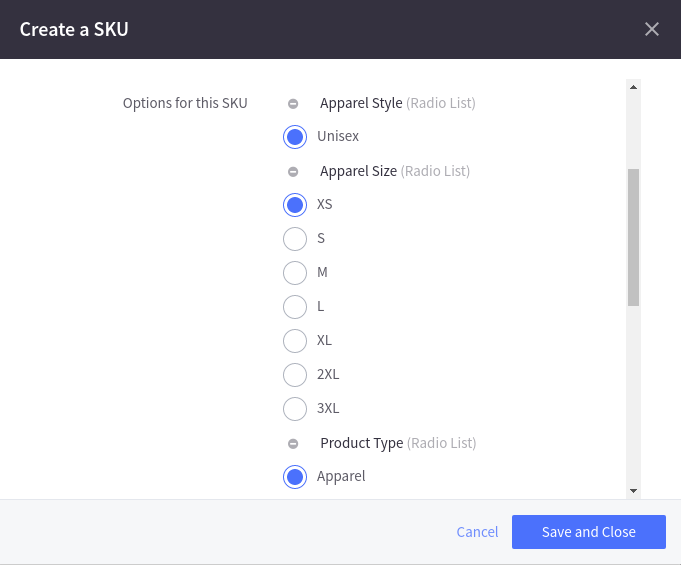 Create a SKU
Options for this SKU
Apparel Style (Radio List)
Unisex
Apparel Size (Radio List)
XS
S
M
L
XL
2XL
3XL
Product Type (Radio List)
Apparel
Cancel
Save and Close